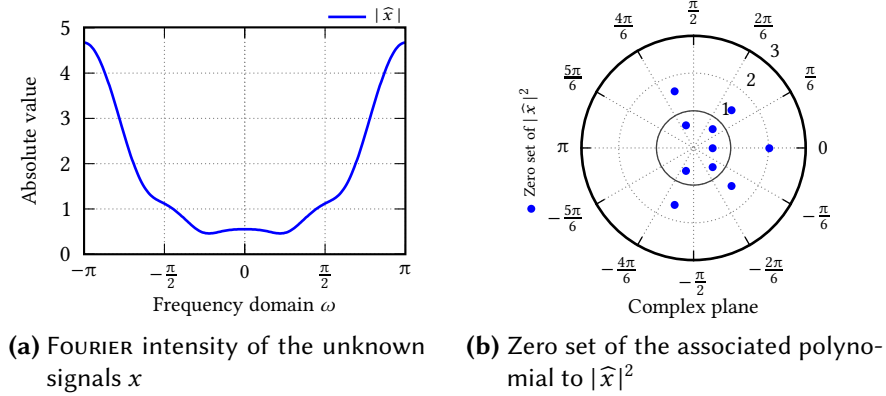 | x̂ |
5
4
3
2
1
0
Absolute value
−π
−π/2
0
π/2
π
Frequency domain ω
π/2
4π/6
2π/6
5π/6
π/6
3
2
1
π
0
−5π/6
−π/6
−4π/6
−2π/6
−π/2
Zero set of | x̂ |²
Complex plane
(a) FOURIER intensity of the unknown
signals x
(b) Zero set of the associated polyno-
mial to | x̂ |²